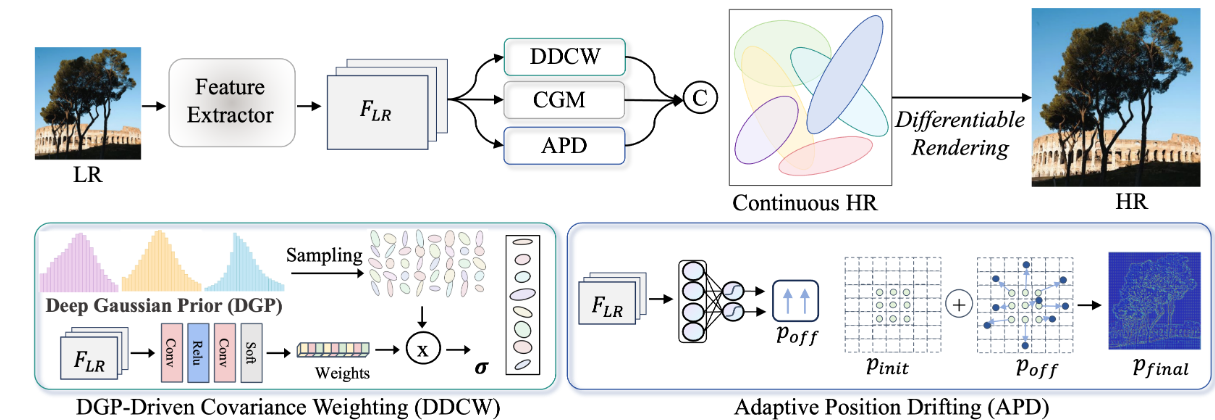 LR
Feature
Extractor
F_LR
DDCW
CGM
APD
C
Continuous HR
Differentiable
Rendering
HR
Deep Gaussian Prior (DGP)
Sampling
F_LR
Conv
Relu
Conv
Soft
Weights
x
σ
DGP-Driven Covariance Weighting (DDCW)
F_LR
p_off
p_init
+
p_off
p_final
Adaptive Position Drifting (APD)